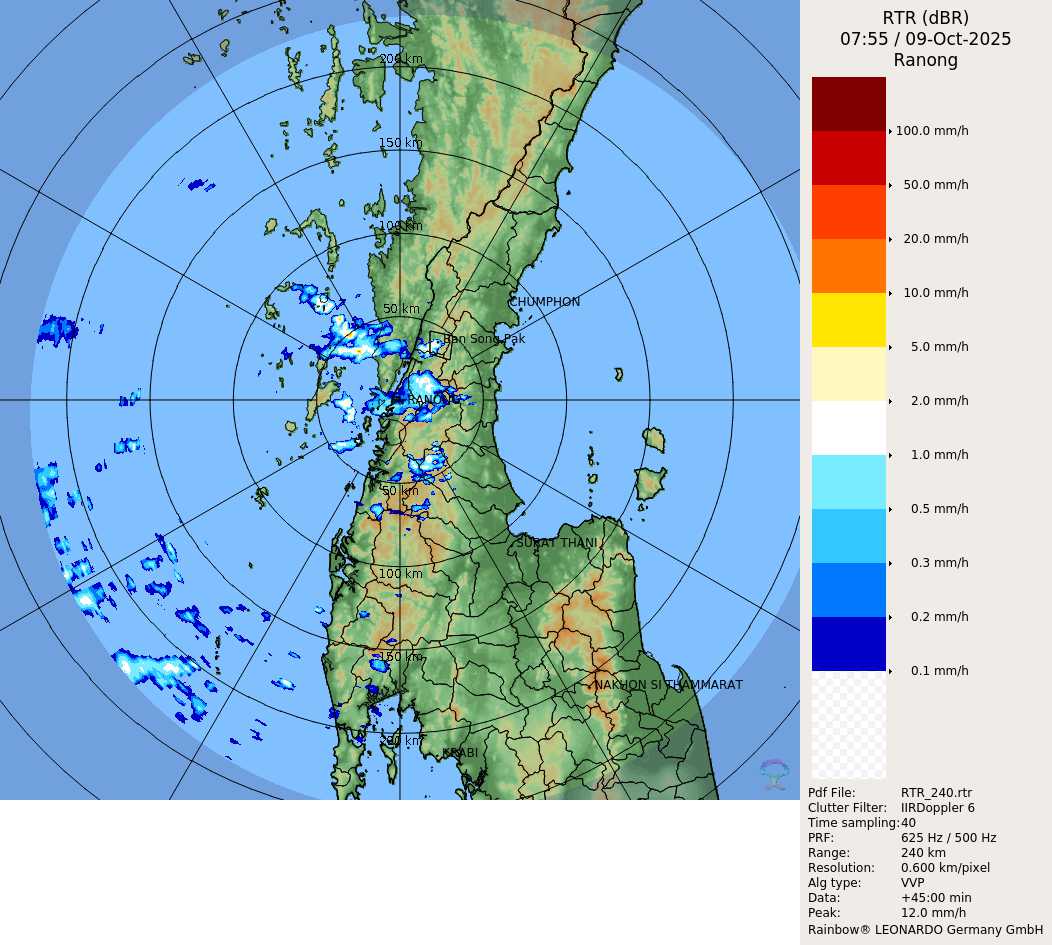 RTR (dBR)
07:55 / 09-Oct-2025
Ranong
100.0 mm/h
50.0 mm/h
20.0 mm/h
10.0 mm/h
5.0 mm/h
2.0 mm/h
1.0 mm/h
0.5 mm/h
0.3 mm/h
0.2 mm/h
0.1 mm/h
200 km
150 km
100 km
50 km
CHUMPHON
Ban Song Pak
RANONG
50 km
SURAT THANI
100 km
150 km
NAKHON SI THAMMARAT
200 km
KRABI
Pdf File: RTR_240.rtr
Clutter Filter: IIRDoppler 6
Time sampling:40
PRF: 625 Hz / 500 Hz
Range: 240 km
Resolution: 0.600 km/pixel
Alg type: VVP
Data: +45:00 min
Peak: 12.0 mm/h
Rainbow® LEONARDO Germany GmbH